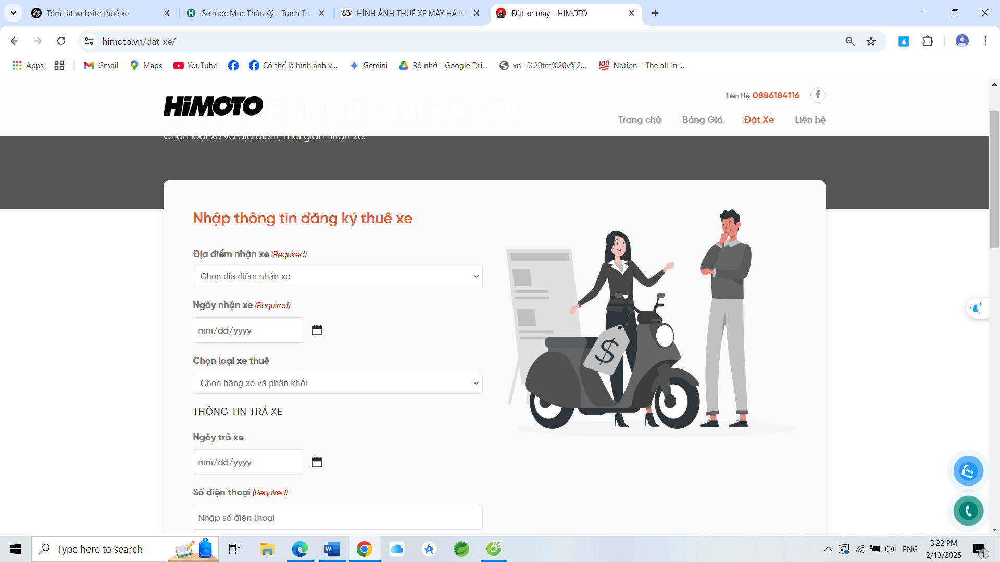 Tóm tắt website thuê xe
Sơ lược Mục Thần Ký - Trạch Tr
HÌNH ẢNH THUÊ XE MÁY HÀ N
Đặt xe máy - HIMOTO
himoto.vn/dat-xe/
Apps
Gmail
Maps
YouTube
Có thể là hình ảnh v...
Gemini
Bộ nhớ - Google Dri...
xn--%20tm%20v%2...
100
Notion – The all-in-...
HiMOTO
Ê XE MÁY TẠI HÀ NỘI
Liên Hệ 0886184116
Trang chủ
Bảng Giá
Đặt Xe
Liên hệ
Chọn loại xe và địa điểm, thời gian nhận xe.
Nhập thông tin đăng ký thuê xe
Địa điểm nhận xe (Required)
Chọn địa điểm nhận xe
Ngày nhận xe (Required)
mm/dd/yyyy
Chọn loại xe thuê
Chọn hãng xe và phân khối
THÔNG TIN TRẢ XE
Ngày trả xe
mm/dd/yyyy
Số điện thoại (Required)
Nhập số điện thoại
$
Zalo
Type here to search
ENG
3:22 PM
2/13/2025
1